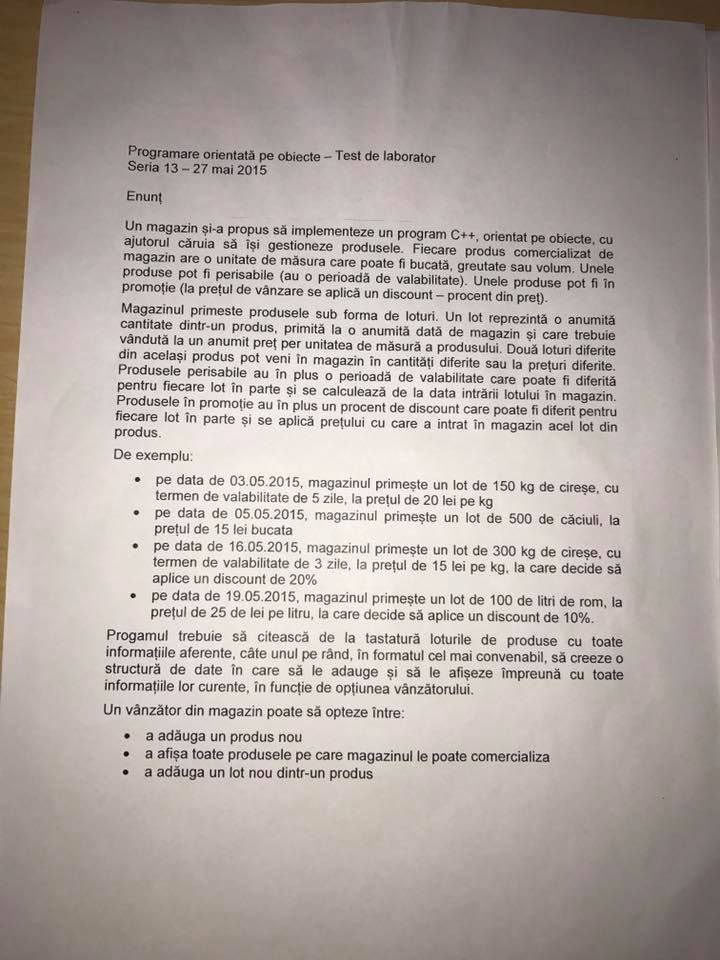 Programare orientată pe obiecte – Test de laborator
Seria 13 – 27 mai 2015
Enunț
Un magazin și-a propus să implementeze un program C++, orientat pe obiecte, cu
ajutorul căruia să își gestioneze produsele. Fiecare produs comercializat de
magazin are o unitate de măsura care poate fi bucată, greutate sau volum. Unele
produse pot fi perisabile (au o perioadă de valabilitate). Unele produse pot fi în
promoție (la prețul de vânzare se aplică un discount – procent din preț).
Magazinul primeste produsele sub forma de loturi. Un lot reprezintă o anumită
cantitate dintr-un produs, primită la o anumită dată de magazin și care trebuie
vândută la un anumit preț per unitatea de măsură a produsului. Două loturi diferite
din același produs pot veni în magazin în cantități diferite sau la prețuri diferite.
Produsele perisabile au în plus o perioadă de valabilitate care poate fi diferită
pentru fiecare lot în parte și se calculează de la data intrării lotului în magazin.
Produsele în promoție au în plus un procent de discount care poate fi diferit pentru
fiecare lot în parte și se aplică prețului cu care a intrat în magazin acel lot din
produs.
De exemplu:
• pe data de 03.05.2015, magazinul primește un lot de 150 kg de cireșe, cu
termen de valabilitate de 5 zile, la prețul de 20 lei pe kg
• pe data de 05.05.2015, magazinul primește un lot de 500 de căciuli, la
prețul de 15 lei bucata
• pe data de 16.05.2015, magazinul primește un lot de 300 kg de cireșe, cu
termen de valabilitate de 3 zile, la prețul de 15 lei pe kg, la care decide să
aplice un discount de 20%
• pe data de 19.05.2015, magazinul primește un lot de 100 de litri de rom, la
prețul de 25 de lei pe litru, la care decide să aplice un discount de 10%.
Progamul trebuie să citească de la tastatură loturile de produse cu toate
informațiile aferente, câte unul pe rând, în formatul cel mai convenabil, să creeze o
structură de date în care să le adauge și să le afișeze împreună cu toate
informațiile lor curente, în funcție de opțiunea vânzătorului.
Un vânzător din magazin poate să opteze între:
• a adăuga un produs nou
• a afișa toate produsele pe care magazinul le poate comercializa
• a adăuga un lot nou dintr-un produs